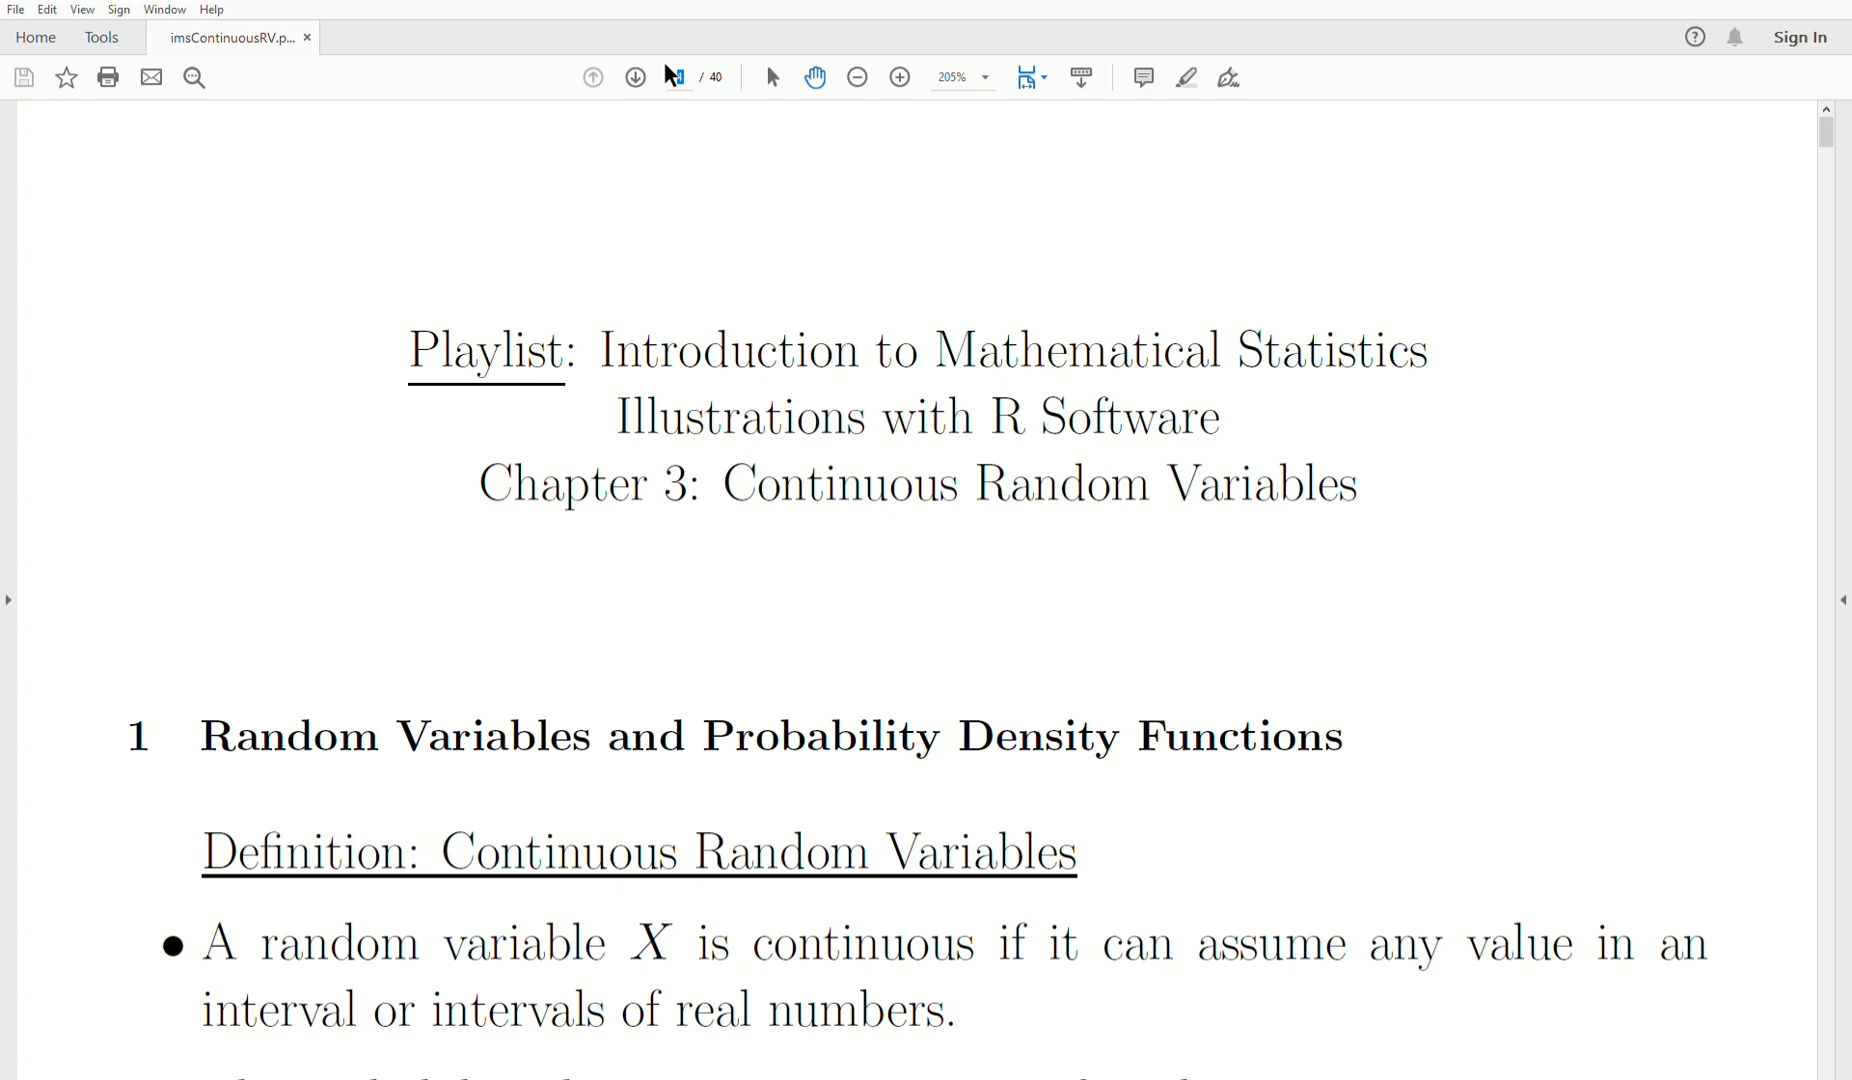 File Edit View Sign Window Help
Home Tools imsContinuousRV.p... × Sign In
/ 40 205%
Playlist: Introduction to Mathematical Statistics
Illustrations with R Software
Chapter 3: Continuous Random Variables
1 Random Variables and Probability Density Functions
Definition: Continuous Random Variables
• A random variable X is continuous if it can assume any value in an
interval or intervals of real numbers.